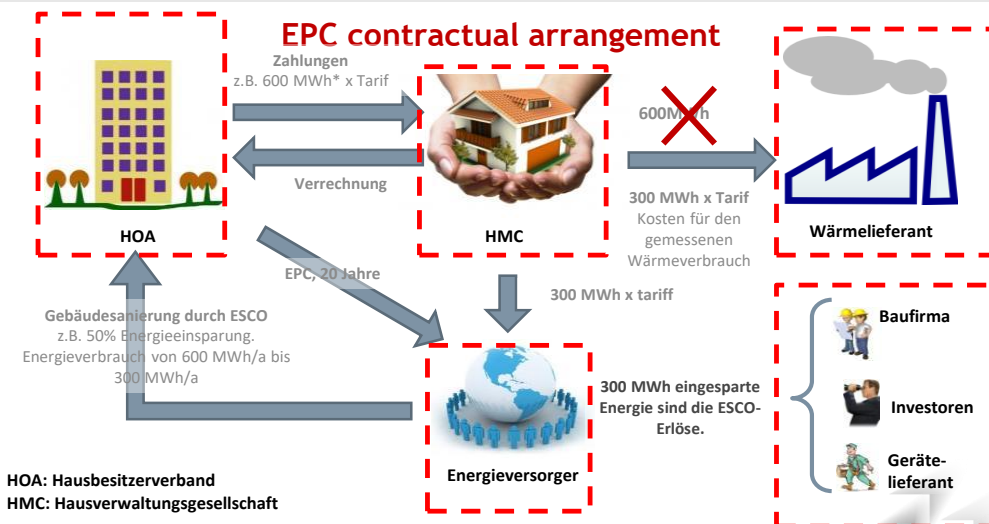 EPC contractual arrangement
Zahlungen
z.B. 600 MWh* x Tarif
Verrechnung
HOA
HMC
600MWh
300 MWh x Tarif
Kosten für den
gemessenen
Wärmeverbrauch
Wärmelieferant
EPC, 20 Jahre
300 MWh x tariff
Gebäudesanierung durch ESCO
z.B. 50% Energieeinsparung.
Energieverbrauch von 600 MWh/a bis
300 MWh/a
Energieversorger
300 MWh eingesparte
Energie sind die ESCO-
Erlöse.
Baufirma
Investoren
Geräte-
lieferant
HOA: Hausbesitzerverband
HMC: Hausverwaltungsgesellschaft